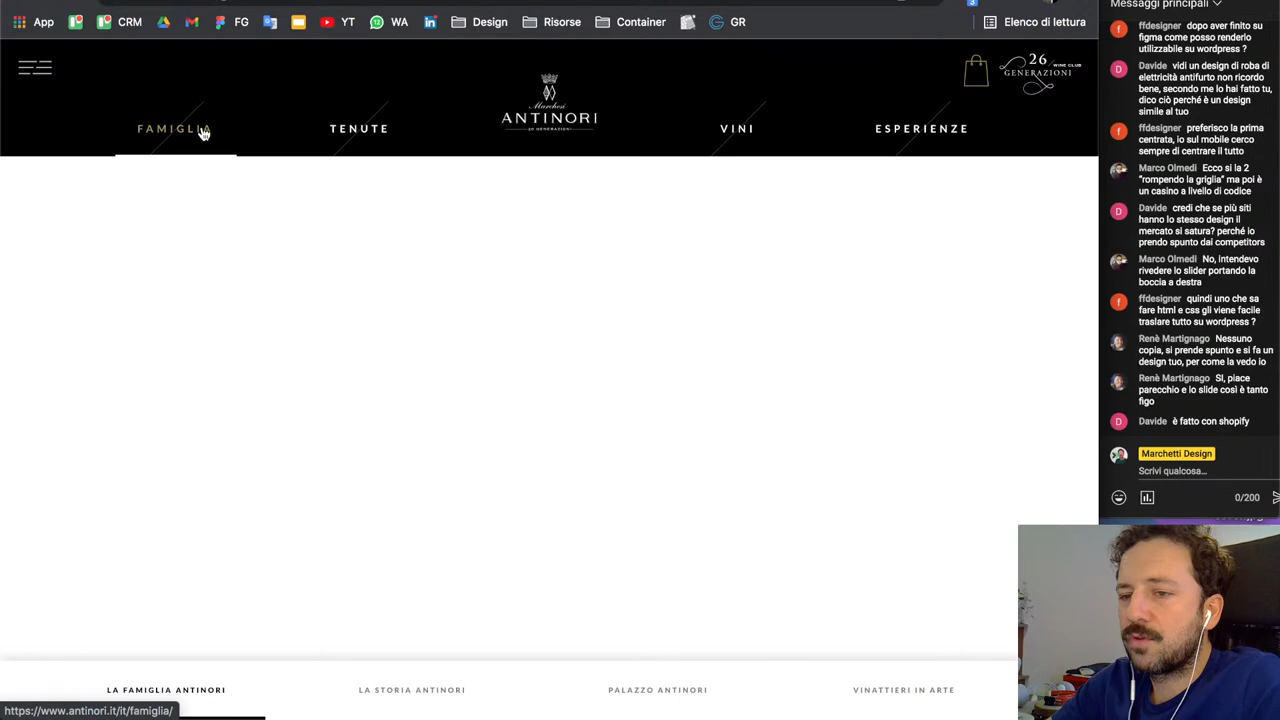 App
CRM
FG
YT
WA
Design
Risorse
Container
GR
Elenco di lettura
FAMIGLIA
TENUTE
Marchesi
ANTINORI
26 GENERAZIONI
VINI
ESPERIENZE
26 WINE CLUB
GENERAZIONI
LA FAMIGLIA ANTINORI
LA STORIA ANTINORI
PALAZZO ANTINORI
VINATTIERI IN ARTE
https://www.antinori.it/it/famiglia/
Messaggi principali
ffdesigner dopo aver finito su
figma come posso renderlo
utilizzabile su wordpress ?
Davide vidi un design di roba di
elettricità antifurto non ricordo
bene, secondo me lo hai fatto tu,
dico ciò perché è un design
simile al tuo
ffdesigner preferisco la prima
centrata, io sul mobile cerco
sempre di centrare il tutto
Marco Olmedi Ecco si la 2
“rompendo la griglia” ma poi è
un casino a livello di codice
Davide credi che se più siti
hanno lo stesso design il
mercato si satura? perché io
prendo spunto dai competitors
Marco Olmedi No, intendevo
rivedere lo slider portando la
boccia a destra
ffdesigner quindi uno che sa
fare html e css gli viene facile
traslare tutto su wordpress ?
Renè Martignago Nessuno
copia, si prende spunto e si fa un
design tuo, per come la vedo io
Renè Martignago SI, piace
parecchio e lo slide così è tanto
figo
Davide è fatto con shopify
Marchetti Design
Scrivi qualcosa...
0/200